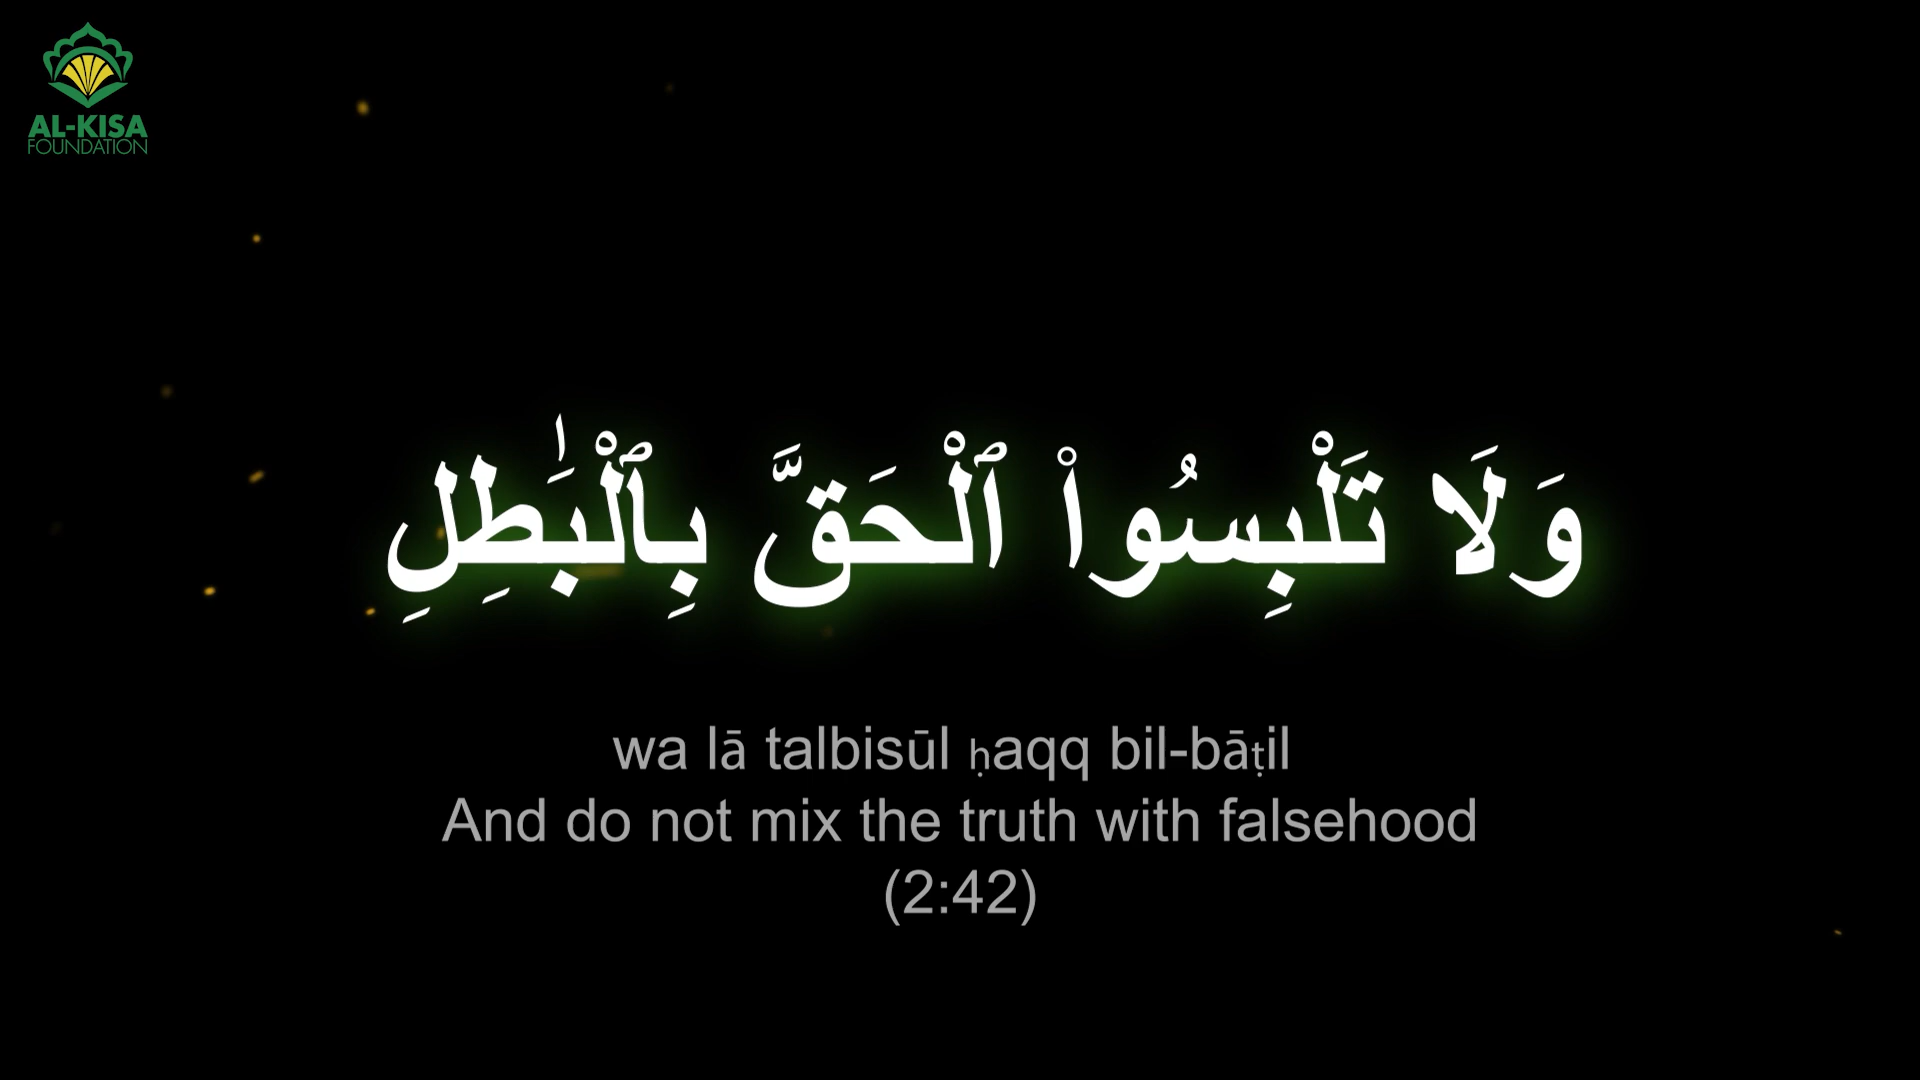 AL-KISA
FOUNDATION
وَلَا تَلْبِسُوا۟ ٱلْحَقَّ بِٱلْبَـٰطِلِ
wa lā talbisūl ḥaqq bil-bāṭil
And do not mix the truth with falsehood
(2:42)